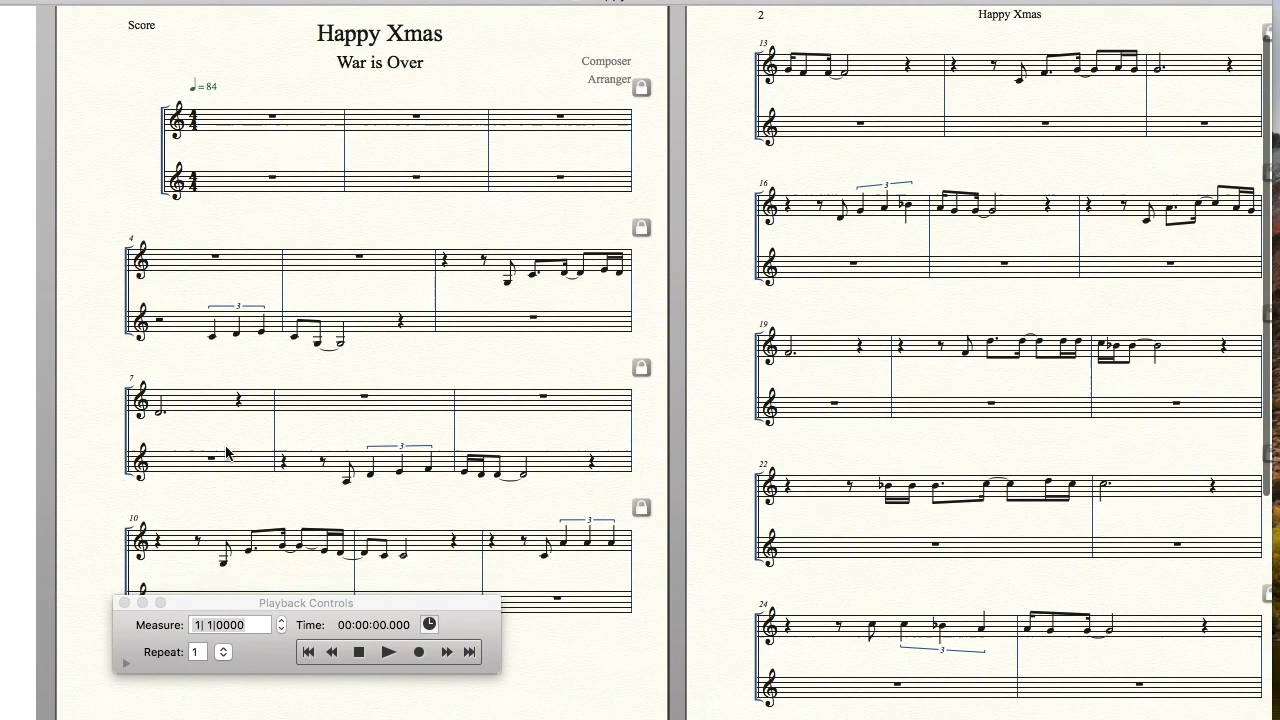 Score
Happy Xmas
War is Over
Composer
Arranger
= 84
4
3
7
3
10
3
Playback Controls
Measure: 1| 1|0000 Time: 00:00:00.000
Repeat: 1
2 Happy Xmas
13
16
3
19
22
24
3